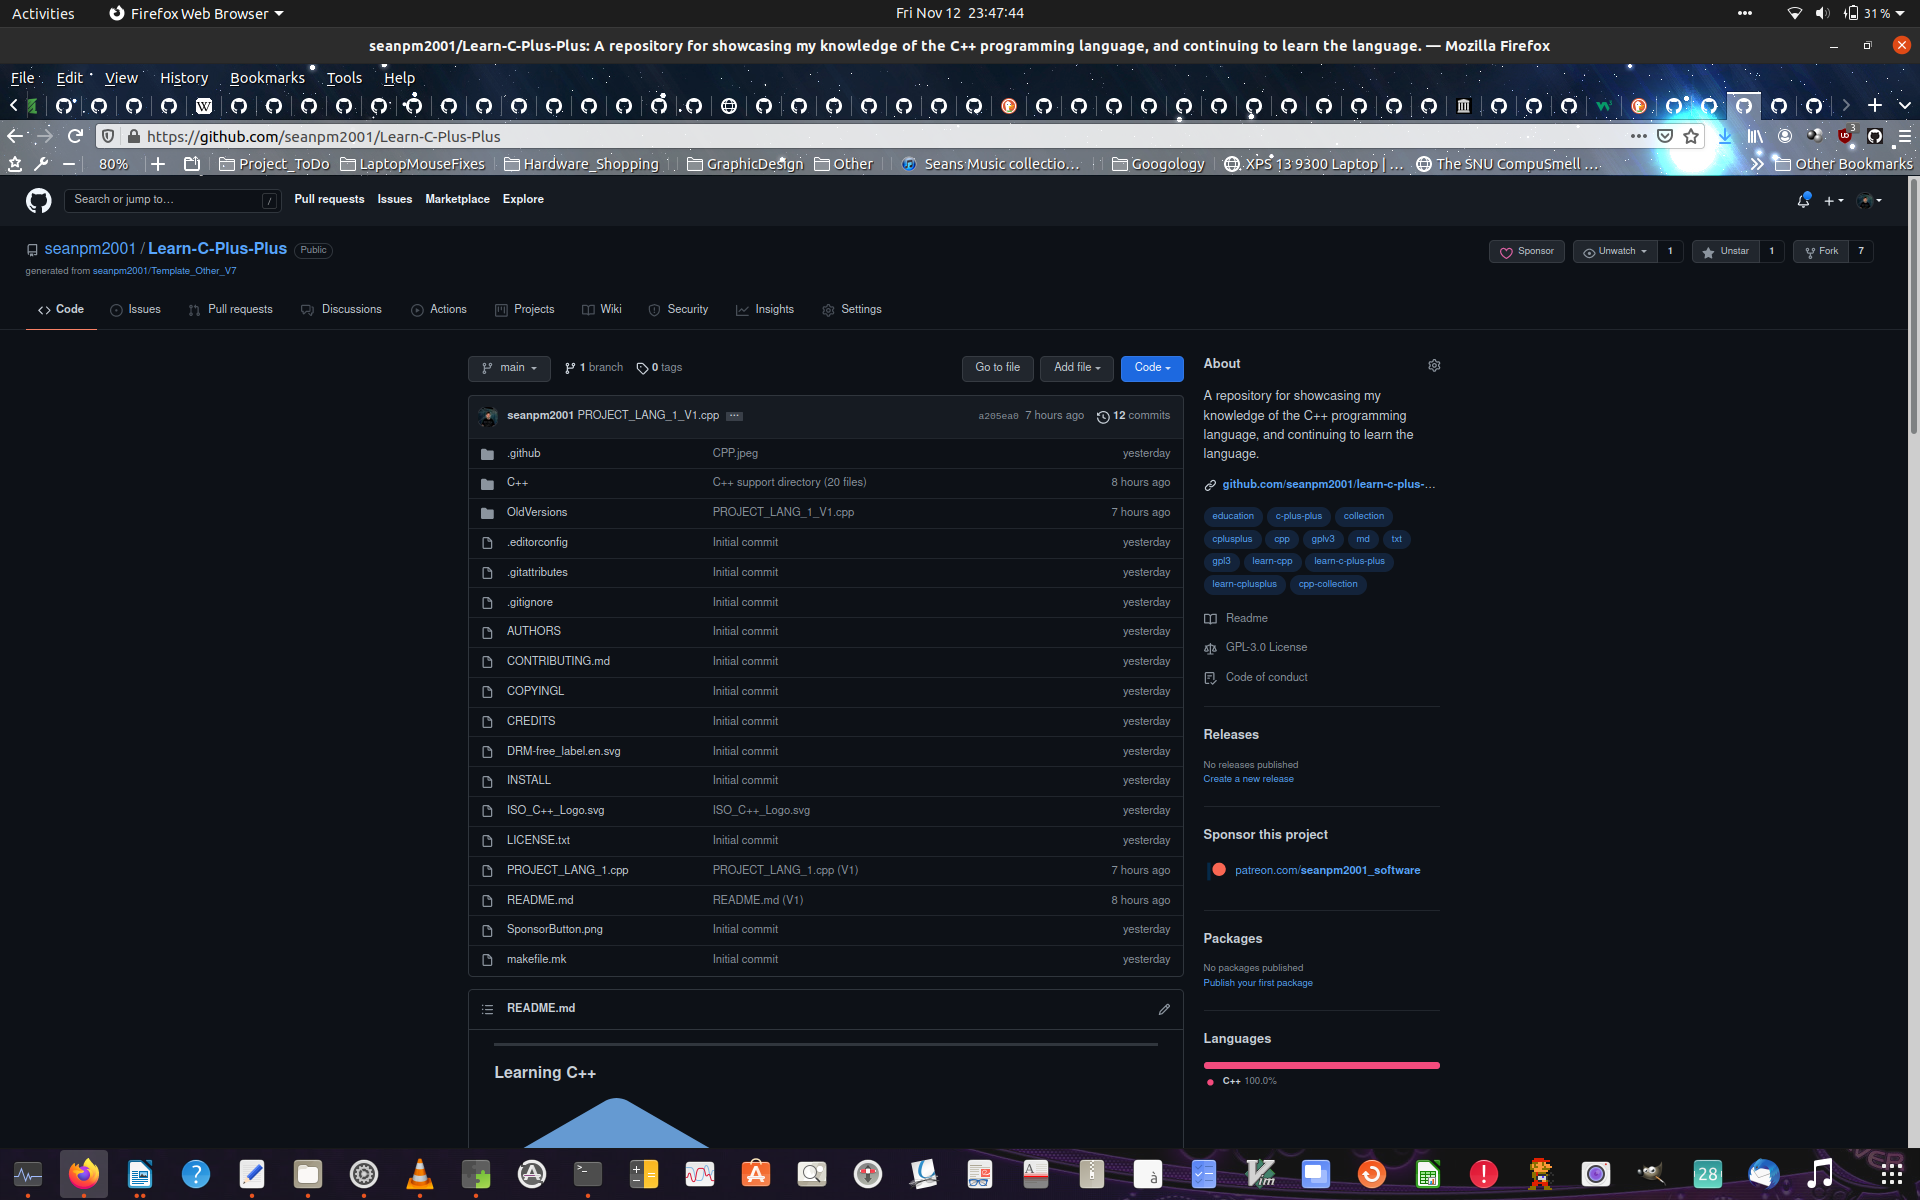 Activities
Firefox Web Browser
Fri Nov 12 23:47:44
31 %
seanpm2001/Learn-C-Plus-Plus: A repository for showcasing my knowledge of the C++ programming language, and continuing to learn the language. — Mozilla Firefox
File Edit View History Bookmarks Tools Help
https://github.com/seanpm2001/Learn-C-Plus-Plus
3
80%
Project_ToDo
LaptopMouseFixes
Hardware_Shopping
GraphicDesign
Other
Seans Music collectio…
Googology
XPS 13 9300 Laptop | …
The SNU CompuSmell …
Other Bookmarks
Search or jump to…
/
Pull requests Issues Marketplace Explore
seanpm2001 / Learn-C-Plus-Plus Public
generated from seanpm2001/Template_Other_V7
Sponsor
Unwatch 1
Unstar 1
Fork 7
Code Issues Pull requests Discussions Actions Projects Wiki Security Insights Settings
main
1 branch
0 tags
Go to file
Add file
Code
seanpm2001 PROJECT_LANG_1_V1.cpp ... a205ea0 7 hours ago 12 commits
.github CPP.jpeg yesterday
C++ C++ support directory (20 files) 8 hours ago
OldVersions PROJECT_LANG_1_V1.cpp 7 hours ago
.editorconfig Initial commit yesterday
.gitattributes Initial commit yesterday
.gitignore Initial commit yesterday
AUTHORS Initial commit yesterday
CONTRIBUTING.md Initial commit yesterday
COPYINGL Initial commit yesterday
CREDITS Initial commit yesterday
DRM-free_label.en.svg Initial commit yesterday
INSTALL Initial commit yesterday
ISO_C++_Logo.svg ISO_C++_Logo.svg yesterday
LICENSE.txt Initial commit yesterday
PROJECT_LANG_1.cpp PROJECT_LANG_1.cpp (V1) 7 hours ago
README.md README.md (V1) 8 hours ago
SponsorButton.png Initial commit yesterday
makefile.mk Initial commit yesterday
README.md
Learning C++
About
A repository for showcasing my
knowledge of the C++ programming
language, and continuing to learn the
language.
github.com/seanpm2001/learn-c-plus-…
education c-plus-plus collection
cplusplus cpp gplv3 md txt
gpl3 learn-cpp learn-c-plus-plus
learn-cplusplus cpp-collection
Readme
GPL-3.0 License
Code of conduct
Releases
No releases published
Create a new release
Sponsor this project
patreon.com/seanpm2001_software
Packages
No packages published
Publish your first package
Languages
C++ 100.0%
28